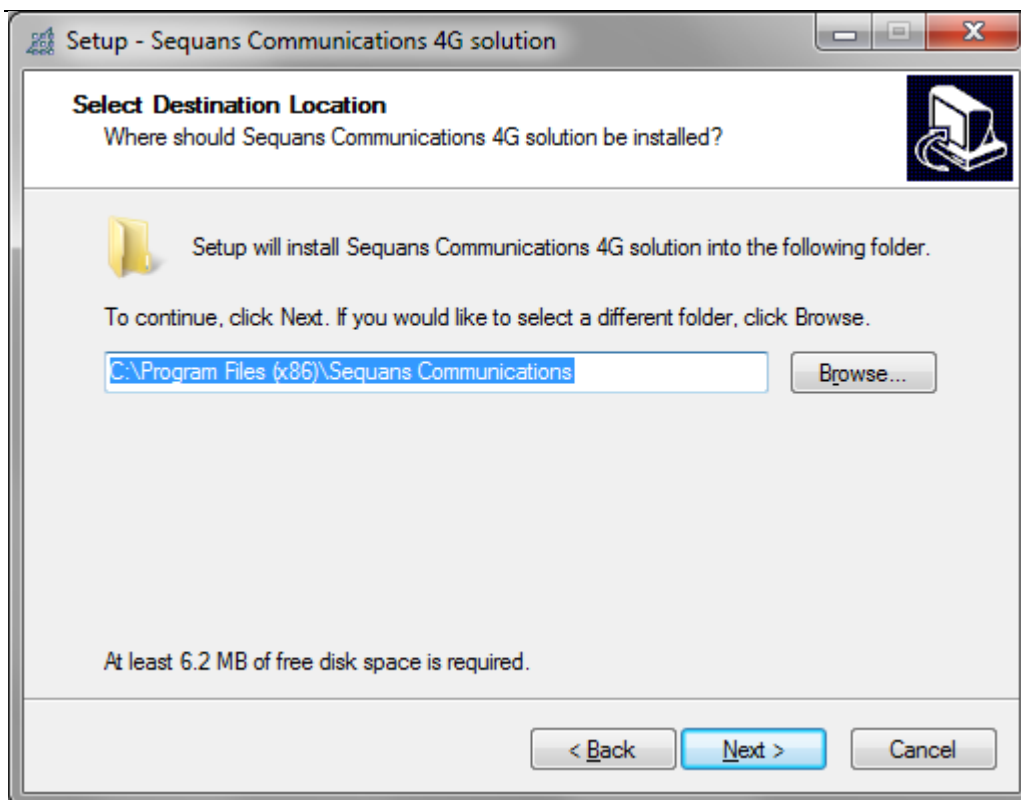 Setup - Sequans Communications 4G solution
Select Destination Location
Where should Sequans Communications 4G solution be installed?
Setup will install Sequans Communications 4G solution into the following folder.
To continue, click Next. If you would like to select a different folder, click Browse.
C:\Program Files (x86)\Sequans Communications
Browse...
At least 6.2 MB of free disk space is required.
< Back
Next >
Cancel